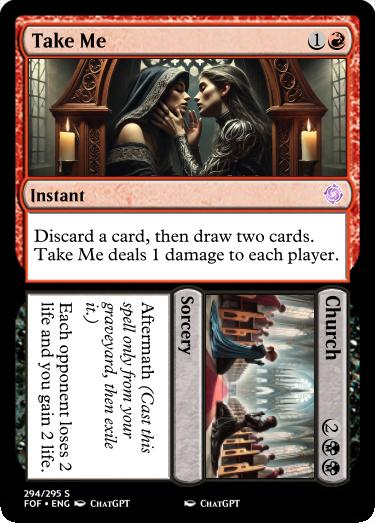 Take Me 1
Instant
Discard a card, then draw two cards.
Take Me deals 1 damage to each player.
Church 2
Sorcery
Aftermath (Cast this
spell only from your
graveyard, then exile
it.)
Each opponent loses 2
life and you gain 2 life.
294/295 S
FOF • ENG ChatGPT ChatGPT